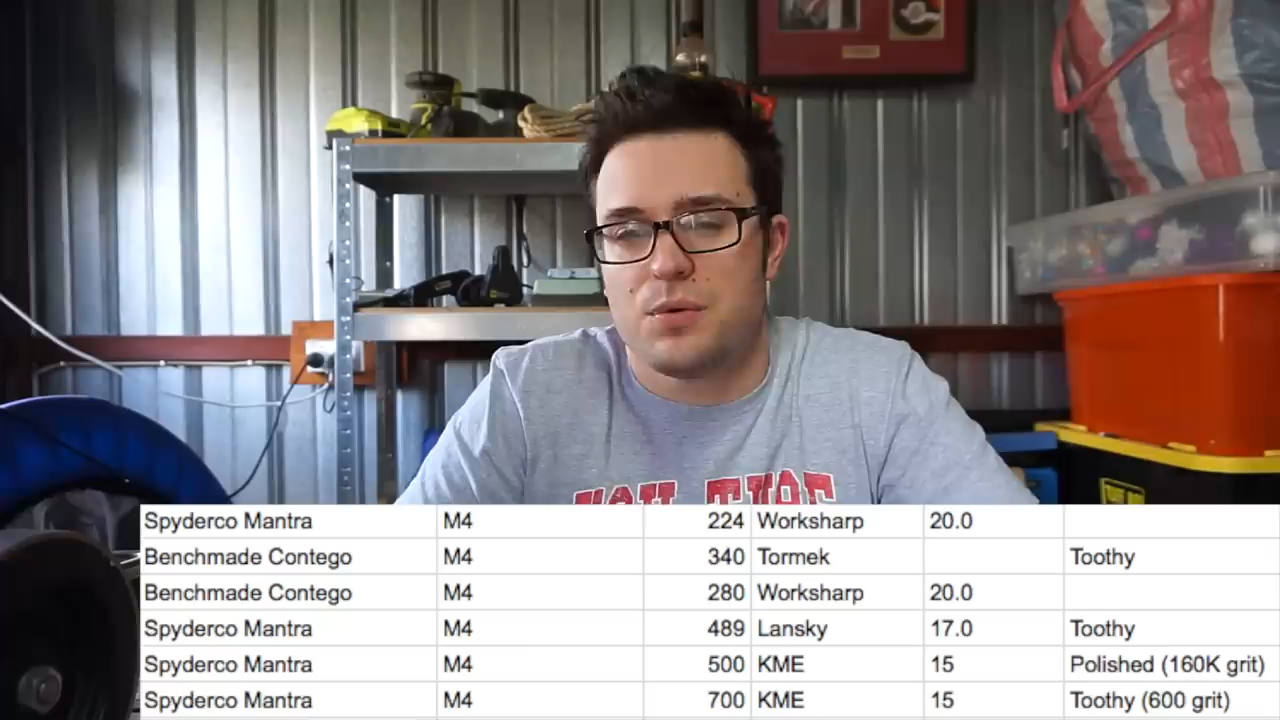 Spyderco Mantra M4 224 Worksharp 20.0
Benchmade Contego M4 340 Tormek Toothy
Benchmade Contego M4 280 Worksharp 20.0
Spyderco Mantra M4 489 Lansky 17.0 Toothy
Spyderco Mantra M4 500 KME 15 Polished (160K grit)
Spyderco Mantra M4 700 KME 15 Toothy (600 grit)